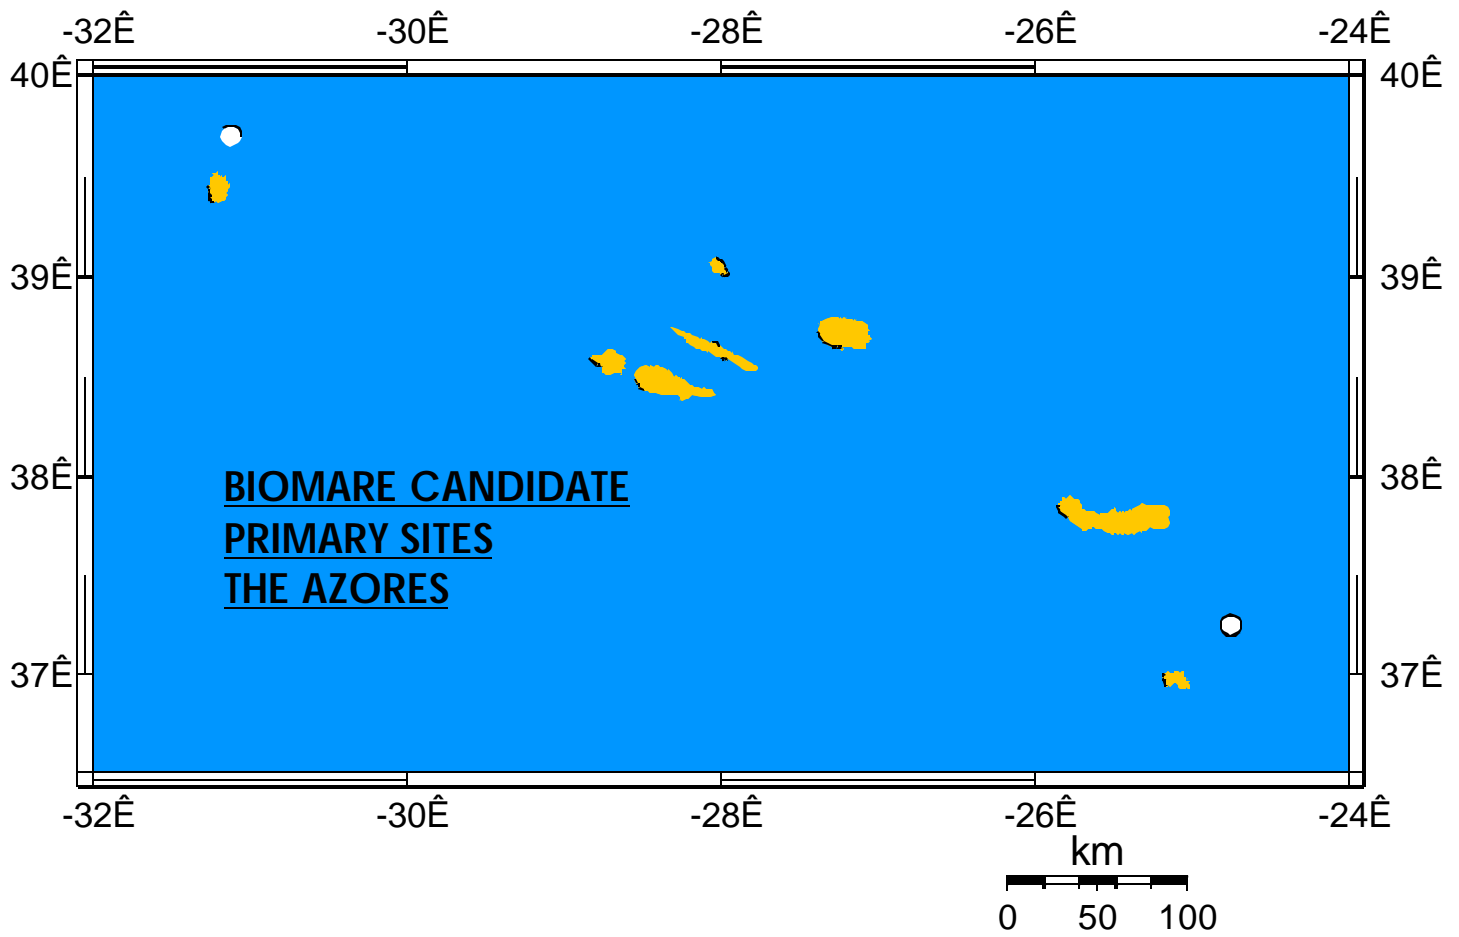 -32Ê -30Ê -28Ê -26Ê -24Ê
40Ê 40Ê
39Ê 39Ê
38Ê 38Ê
BIOMARE CANDIDATE
PRIMARY SITES
THE AZORES
37Ê 37Ê
-32Ê -30Ê -28Ê -26Ê -24Ê
km
0 50 100